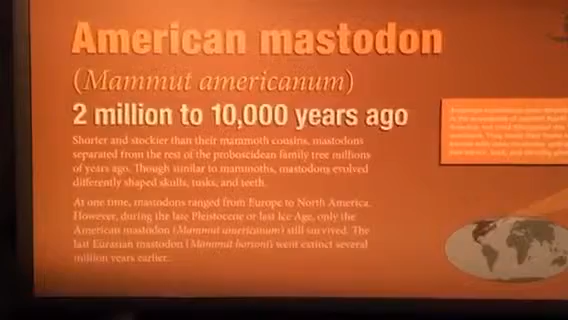 American mastodon
(Mammut americanum)
2 million to 10,000 years ago
Shorter and stockier than their mammoth cousins, mastodons
separated from the rest of the proboscidean family tree millions
of years ago. Though similar to mammoths, mastodons evolved
differently shaped skulls, tusks, and teeth.
At one time, mastodons ranged from Europe to North America.
However, during the late Pleistocene or last Ice Age, only the
American mastodon (Mammut americanum) still survived. The
last Eurasian mastodon (Mammut borsoni) went extinct several
million years earlier.